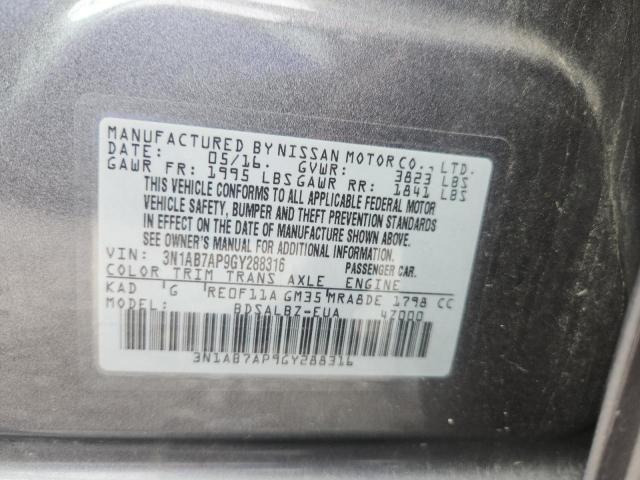 MANUFACTURED BY NISSAN MOTOR CO., LTD.
DATE: 05/16. GVWR: 3823 LBS
GAWR FR: 1995 LBS GAWR RR: 1841 LBS
THIS VEHICLE CONFORMS TO ALL APPLICABLE FEDERAL MOTOR
VEHICLE SAFETY, BUMPER AND THEFT PREVENTION STANDARDS
IN EFFECT ON THE DATE OF MANUFACTURE SHOWN ABOVE.
SEE OWNER'S MANUAL FOR ADDITIONAL INFORMATION.
VIN: 3N1AB7AP9GY288316 PASSENGER CAR.
COLOR TRIM TRANS AXLE ENGINE
KAD G RE0F11A GM35 MRA8DE 1798 CC
BDSALBZ-EUA 47000
3N1AB7AP9GY288316